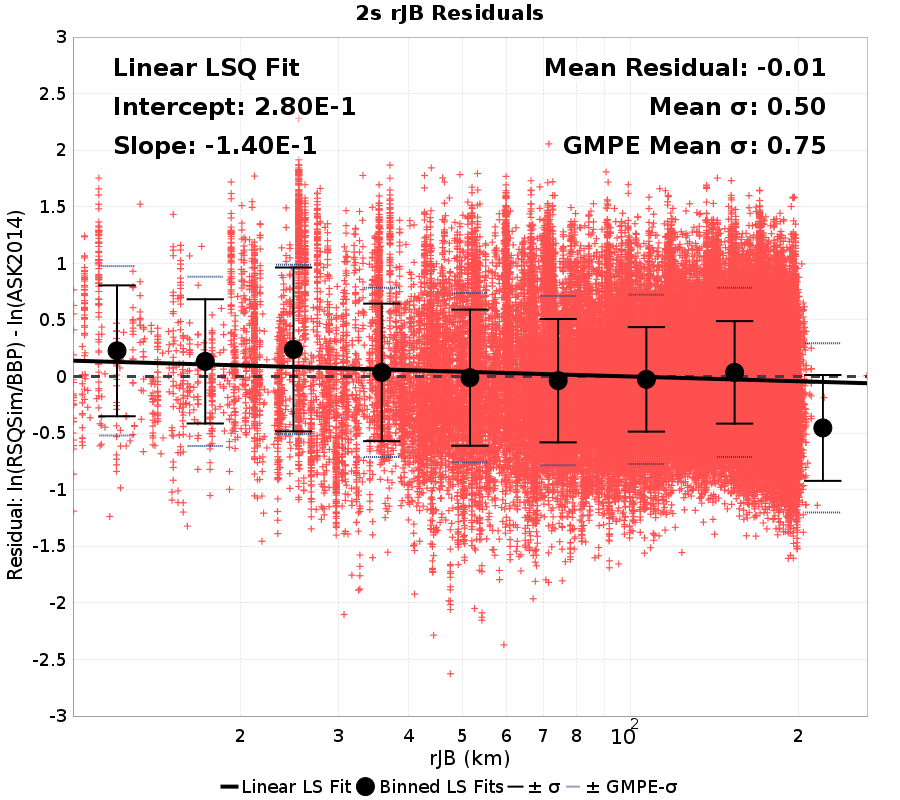 2s rJB Residuals
Linear LSQ Fit
Intercept: 2.80E-1
Slope: -1.40E-1
Mean Residual: -0.01
Mean σ: 0.50
GMPE Mean σ: 0.75
Residual: ln(RSQSim/BBP) - ln(ASK2014)
3
2.5
2
1.5
1
0.5
0
-0.5
-1
-1.5
-2
-2.5
-3
2 3 4 5 6 7 8 10² 2
rJB (km)
Linear LS Fit Binned LS Fits ± σ ± GMPE-σ